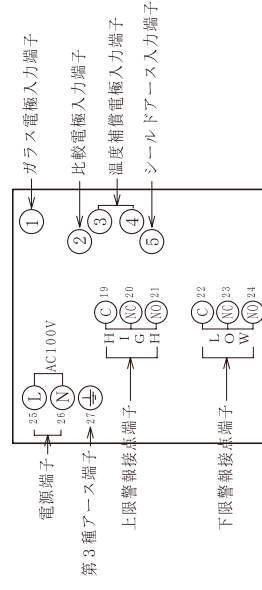 ガラス電極入力端子
比較電極入力端子
温度補償電極入力端子
シールドアース入力端子
1
2
3
4
5
電源端子
25 L
26 N
AC100V
第3種アース端子
27
上限警報接点端子
HIGH
C 19
NC 20
NO 21
下限警報接点端子
LOW
C 22
NC 23
NO 24